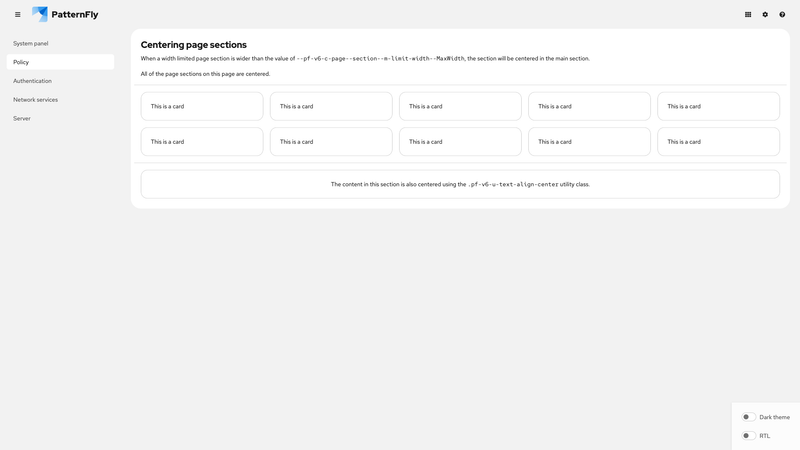 PatternFly
System panel
Policy
Authentication
Network services
Server
Centering page sections
When a width limited page section is wider than the value of --pf-v6-c-page--section--m-limit-width--MaxWidth, the section will be centered in the main section.
All of the page sections on this page are centered.
This is a card This is a card This is a card This is a card This is a card
This is a card This is a card This is a card This is a card This is a card
The content in this section is also centered using the .pf-v6-u-text-align-center utility class.
Dark theme
RTL